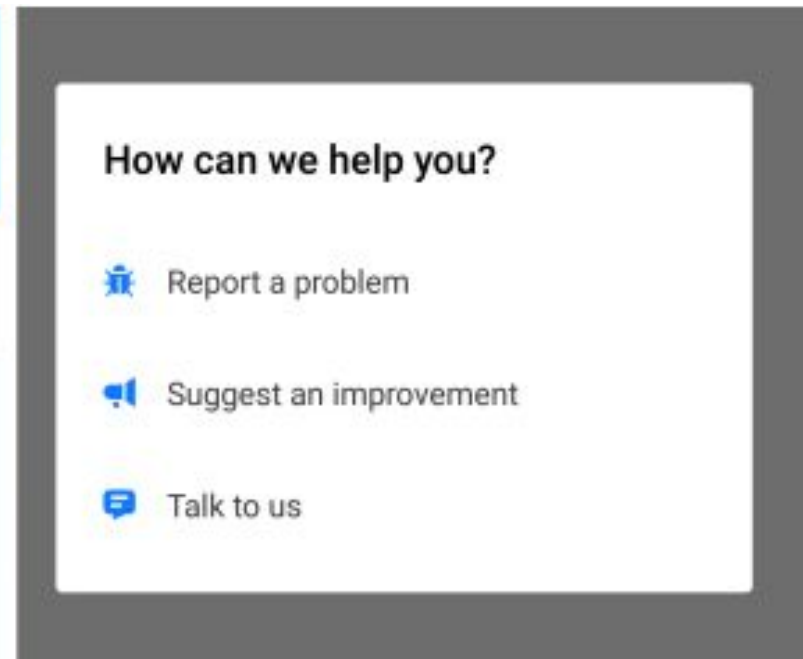 How can we help you?
Report a problem
Suggest an improvement
Talk to us